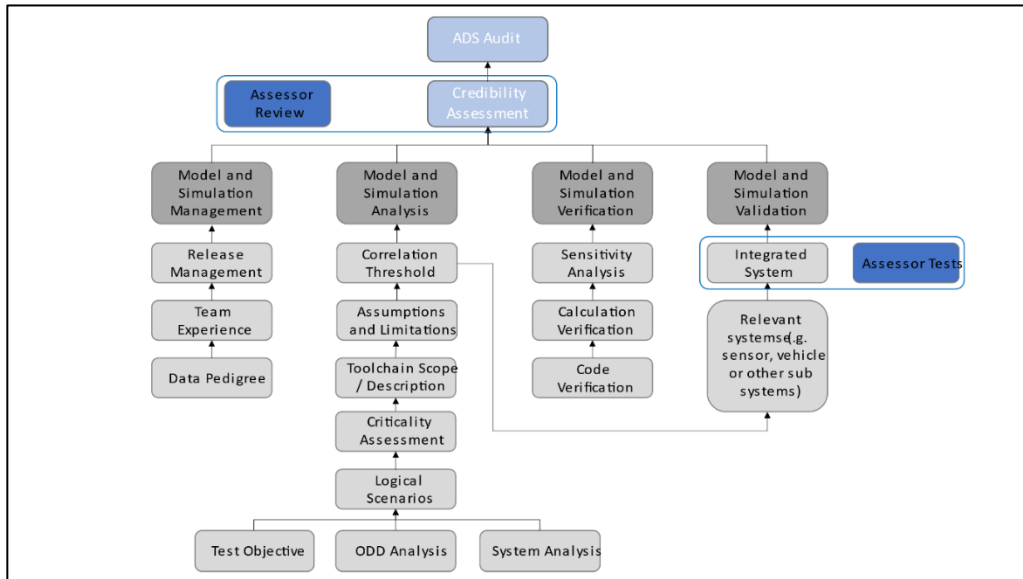 ADS Audit
Assessor
Review
Credibility
Assessment
Model and
Simulation
Management
Model and
Simulation
Analysis
Model and
Simulation
Verification
Model and
Simulation
Validation
Release
Management
Correlation
Threshold
Sensitivity
Analysis
Integrated
System
Assessor Tests
Team
Experience
Assumptions
and Limitations
Calculation
Verification
Relevant
systemse(.g.
sensor, vehicle
or other sub
systems)
Data Pedigree
Toolchain Scope
/ Description
Code
Verification
Criticality
Assessment
Logical
Scenarios
Test Objective
ODD Analysis
System Analysis